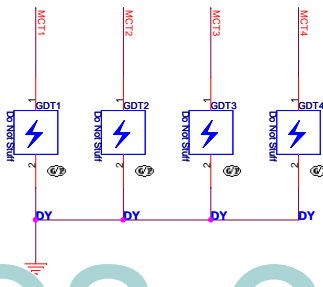 MCT1
MCT2
MCT3
MCT4
1
GDT1
Do Not Stuff
2
DY
1
GDT2
Do Not Stuff
2
DY
1
GDT3
Do Not Stuff
2
DY
1
GDT4
Do Not Stuff
2
DY